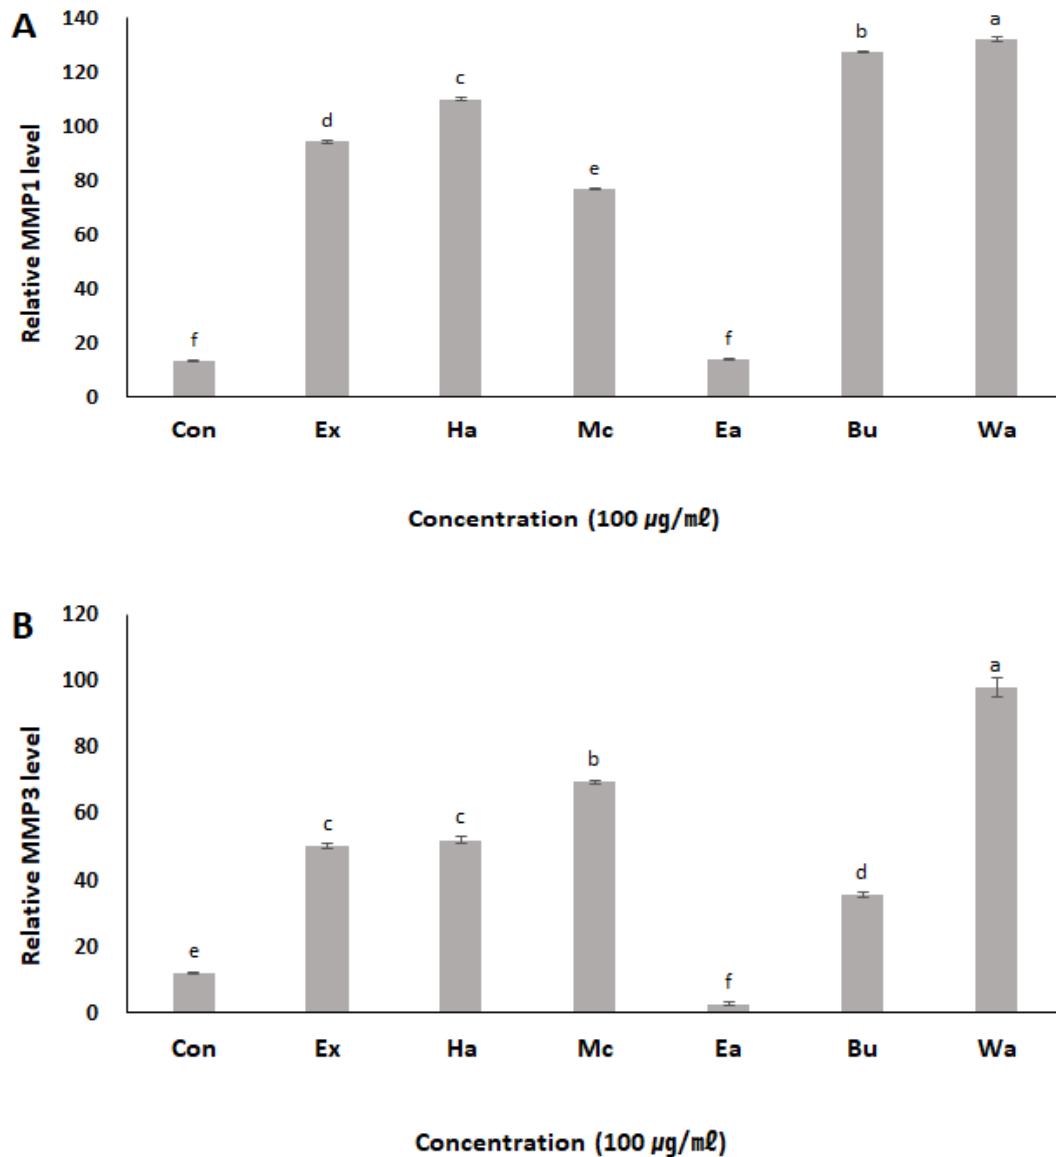 A
Relative MMP1 level
140
120
100
80
60
40
20
0
f
d
c
e
f
b
a
Con Ex Ha Mc Ea Bu Wa
Concentration (100 µg/㎖)
B
Relative MMP3 level
120
100
80
60
40
20
0
e
c
c
b
f
d
a
Con Ex Ha Mc Ea Bu Wa
Concentration (100 µg/㎖)